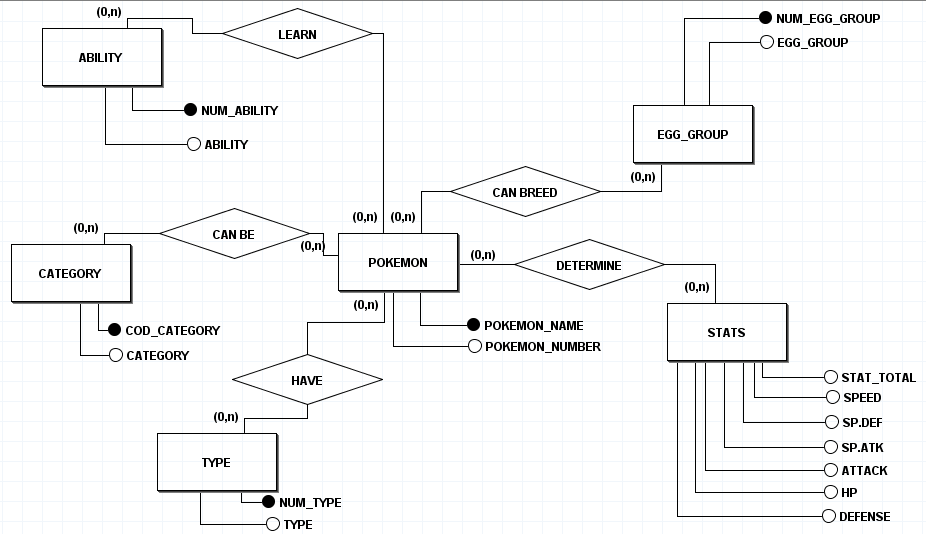 (0,n)
LEARN
NUM_EGG_GROUP
EGG_GROUP
ABILITY
NUM_ABILITY
ABILITY
EGG_GROUP
(0,n)
CAN BREED
(0,n)
(0,n)
(0,n)
CAN BE
(0,n)
CATEGORY
POKEMON
(0,n)
DETERMINE
(0,n)
COD_CATEGORY
CATEGORY
(0,n)
POKEMON_NAME
POKEMON_NUMBER
STATS
HAVE
STAT_TOTAL
SPEED
SP.DEF
SP.ATK
ATTACK
HP
DEFENSE
(0,n)
TYPE
NUM_TYPE
TYPE